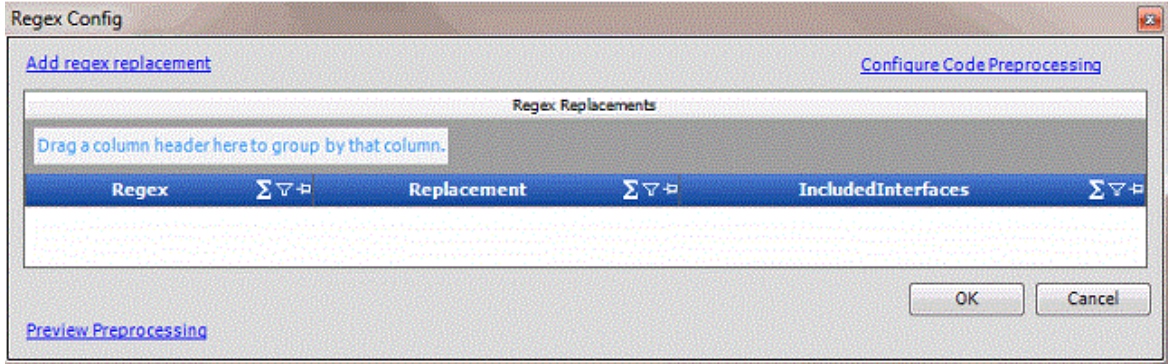 Regex Config
Add regex replacement
Configure Code Preprocessing
Regex Replacements
Drag a column header here to group by that column.
Regex Σ Replacement Σ IncludedInterfaces Σ
OK Cancel
Preview Preprocessing